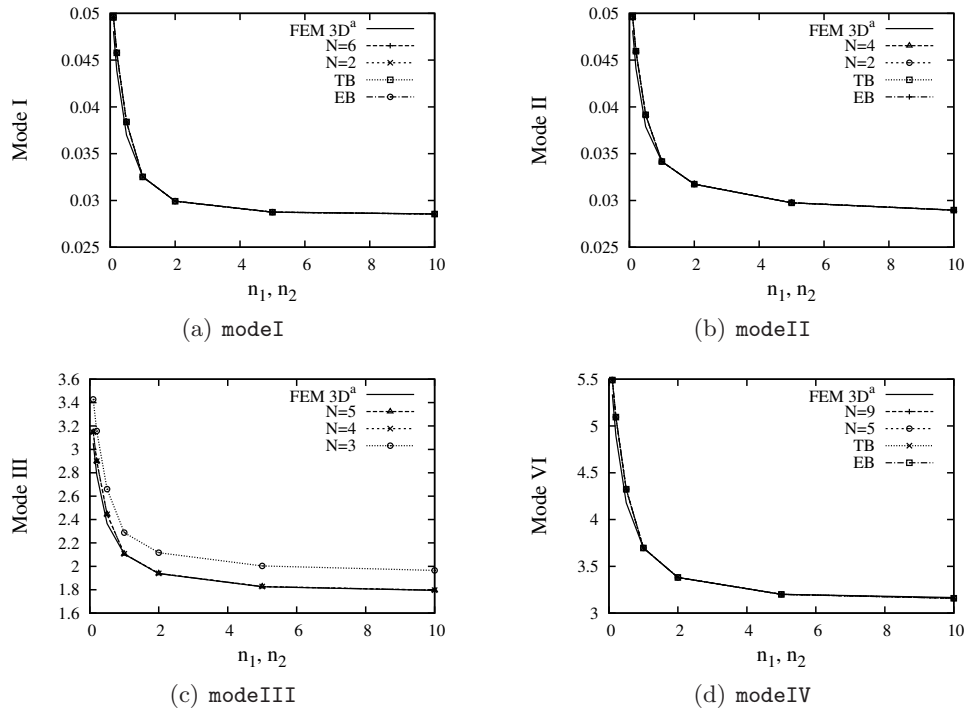 0.05
0.045
0.04
0.035
0.03
0.025
0 2 4 6 8 10
Mode I
n1, n2
FEM 3Dᵃ
N=6
N=2
TB
EB
(a) modeI
0.05
0.045
0.04
0.035
0.03
0.025
0 2 4 6 8 10
Mode II
n1, n2
FEM 3Dᵃ
N=4
N=2
TB
EB
(b) modeII
3.6
3.4
3.2
3
2.8
2.6
2.4
2.2
2
1.8
1.6
0 2 4 6 8 10
Mode III
n1, n2
FEM 3Dᵃ
N=5
N=4
N=3
(c) modeIII
5.5
5
4.5
4
3.5
3
0 2 4 6 8 10
Mode VI
n1, n2
FEM 3Dᵃ
N=9
N=5
TB
EB
(d) modeIV